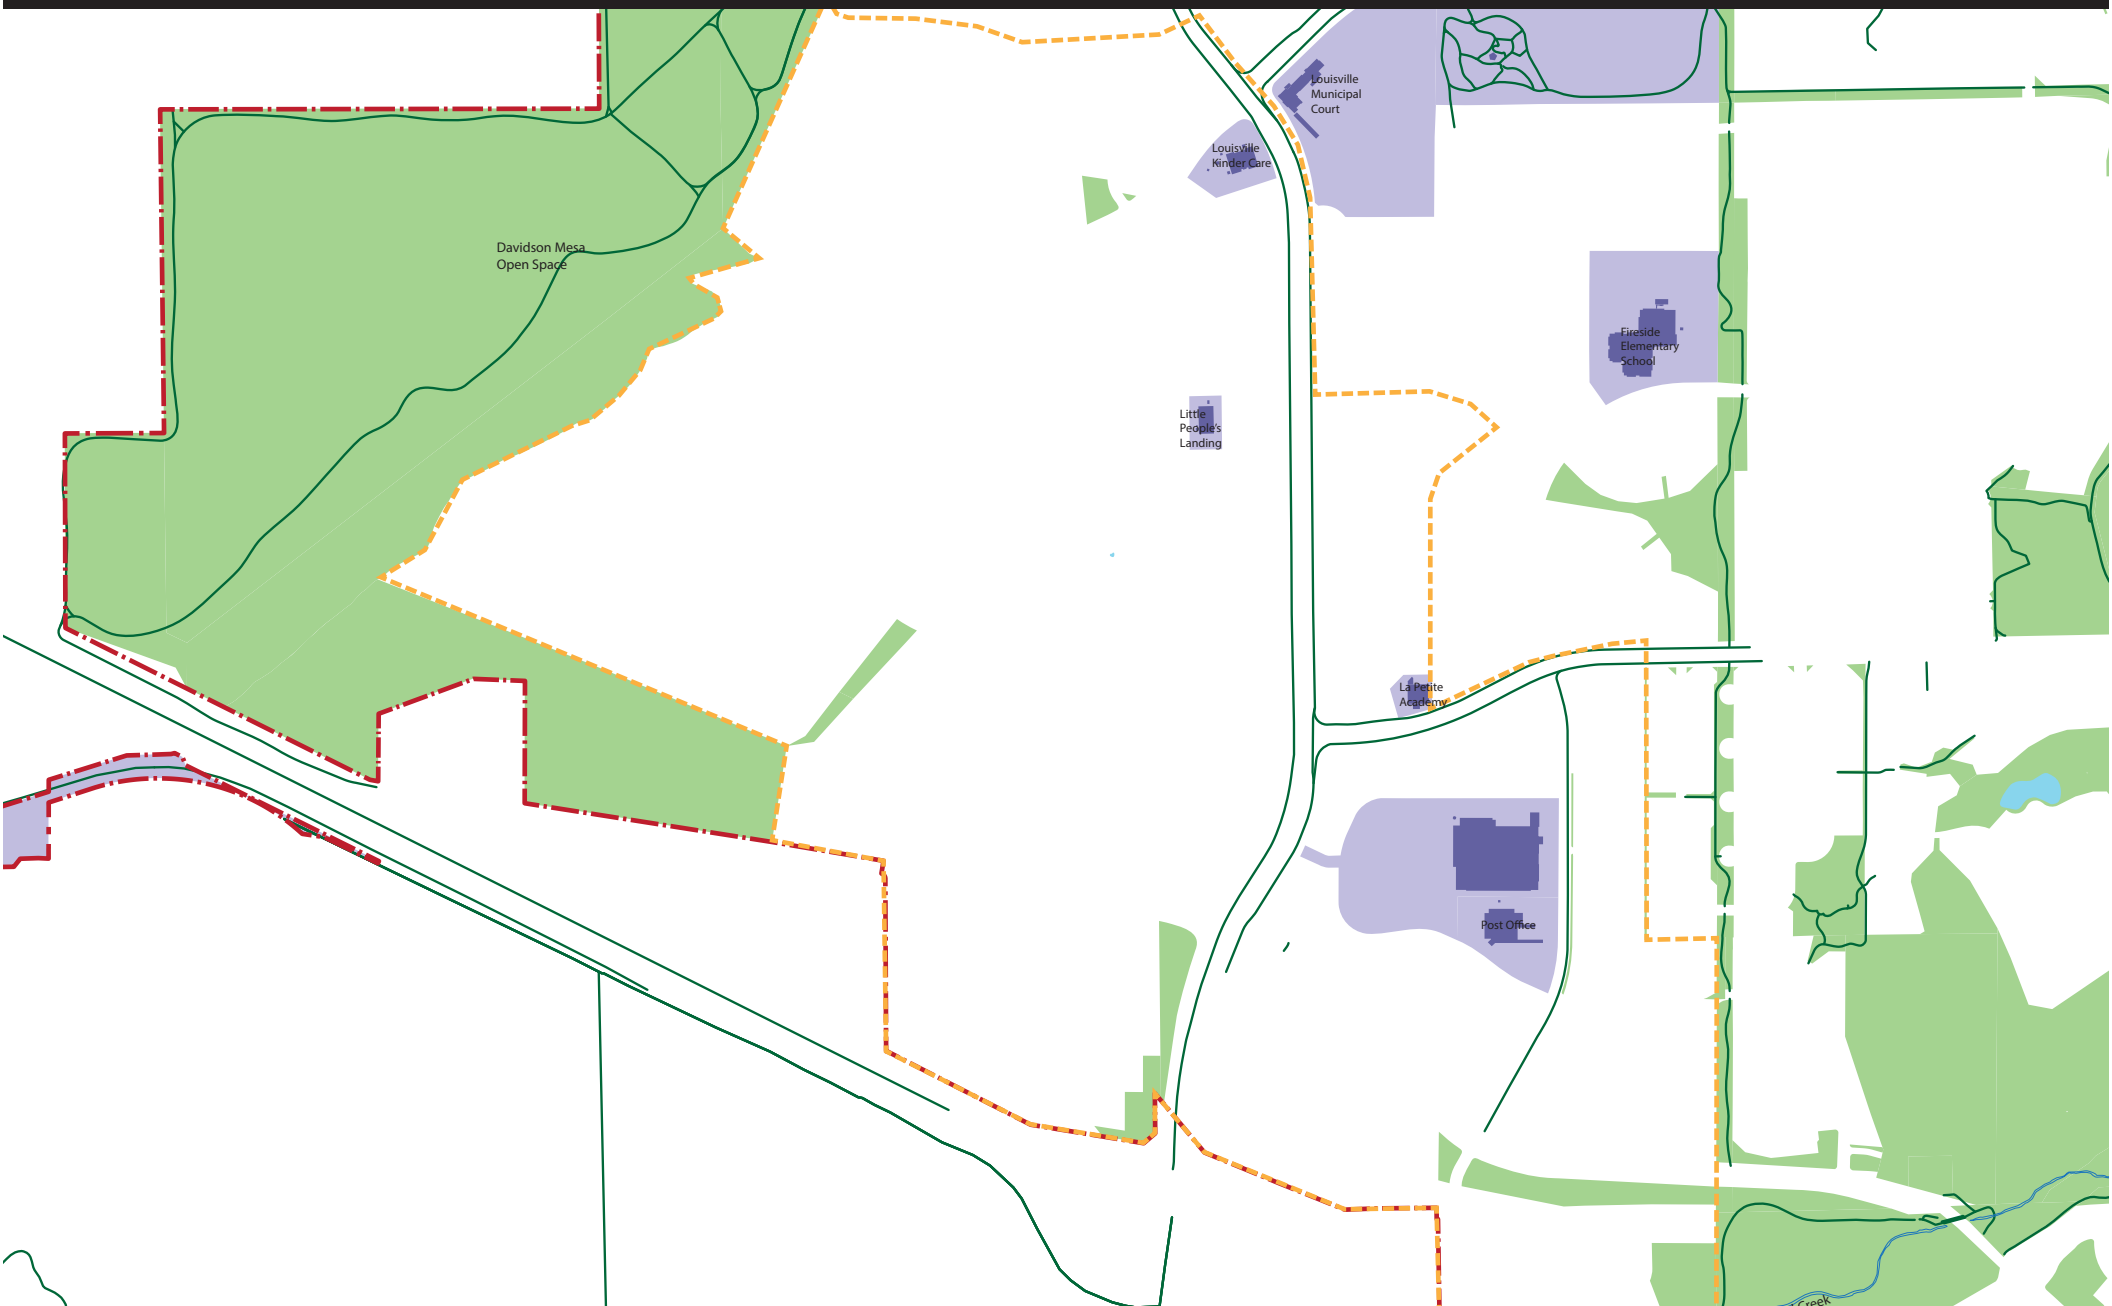 Louisville
Municipal
Court
Louisville
Kinder Care
Davidson Mesa
Open Space
Fireside
Elementary
School
Little
People's
Landing
La Petite
Academy
Post Office
Creek